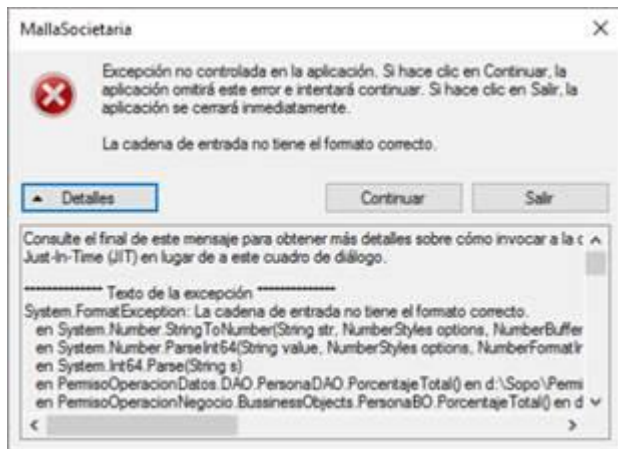 MallaSocietaria
Excepción no controlada en la aplicación. Si hace clic en Continuar, la
aplicación omitirá este error e intentará continuar. Si hace clic en Salir, la
aplicación se cerrará inmediatamente.
La cadena de entrada no tiene el formato correcto.
Detalles
Continuar
Salir
Consulte el final de este mensaje para obtener más detalles sobre cómo invocar a la
Just-In-Time (JIT) en lugar de a este cuadro de diálogo.
************** Texto de la excepción **************
System.FormatException: La cadena de entrada no tiene el formato correcto.
en System.Number.StringToNumber(String str, NumberStyles options, NumberBuffer
en System.Number.ParseInt64(String value, NumberStyles options, NumberFormatIr
en System.Int64.Parse(String s)
en PermisoOperacionDatos.DAO.PersonaDAO.PorcentajeTotal() en d:\Sopo\Permi
en PermisoOperacionNegocio.BussinesObjects.PersonaBO.PorcentajeTotal() en d